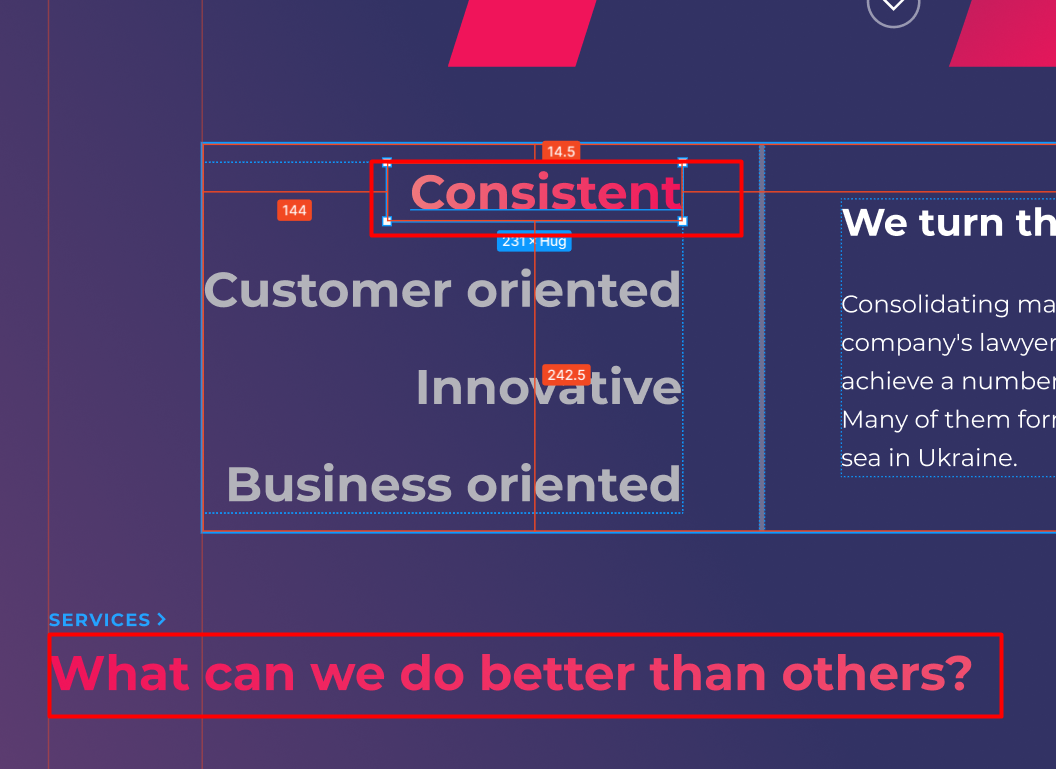 14.5
Consistent
144
231 × Hug
Customer oriented
242.5
Innovative
Business oriented
We turn th
Consolidating ma
company's lawyer
achieve a number
Many of them for
sea in Ukraine.
SERVICES >
What can we do better than others?